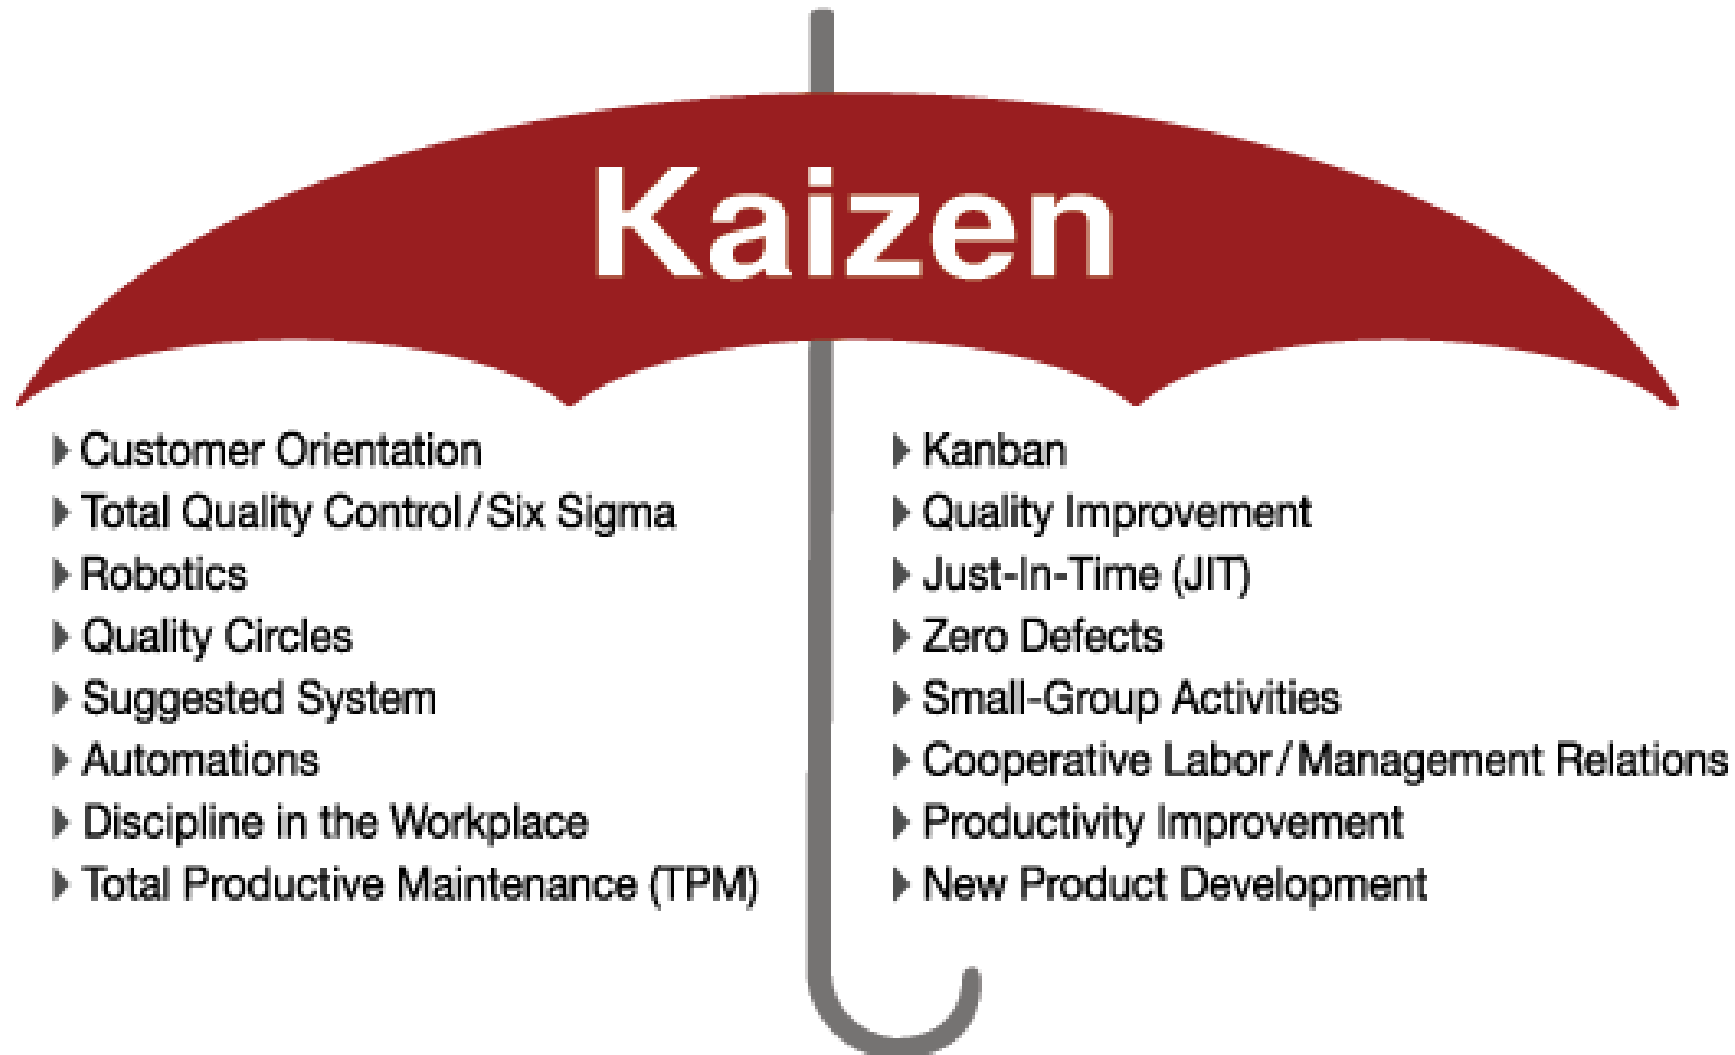 Kaizen
Customer Orientation
Total Quality Control/Six Sigma
Robotics
Quality Circles
Suggested System
Automations
Discipline in the Workplace
Total Productive Maintenance (TPM)
Kanban
Quality Improvement
Just-In-Time (JIT)
Zero Defects
Small-Group Activities
Cooperative Labor/Management Relations
Productivity Improvement
New Product Development